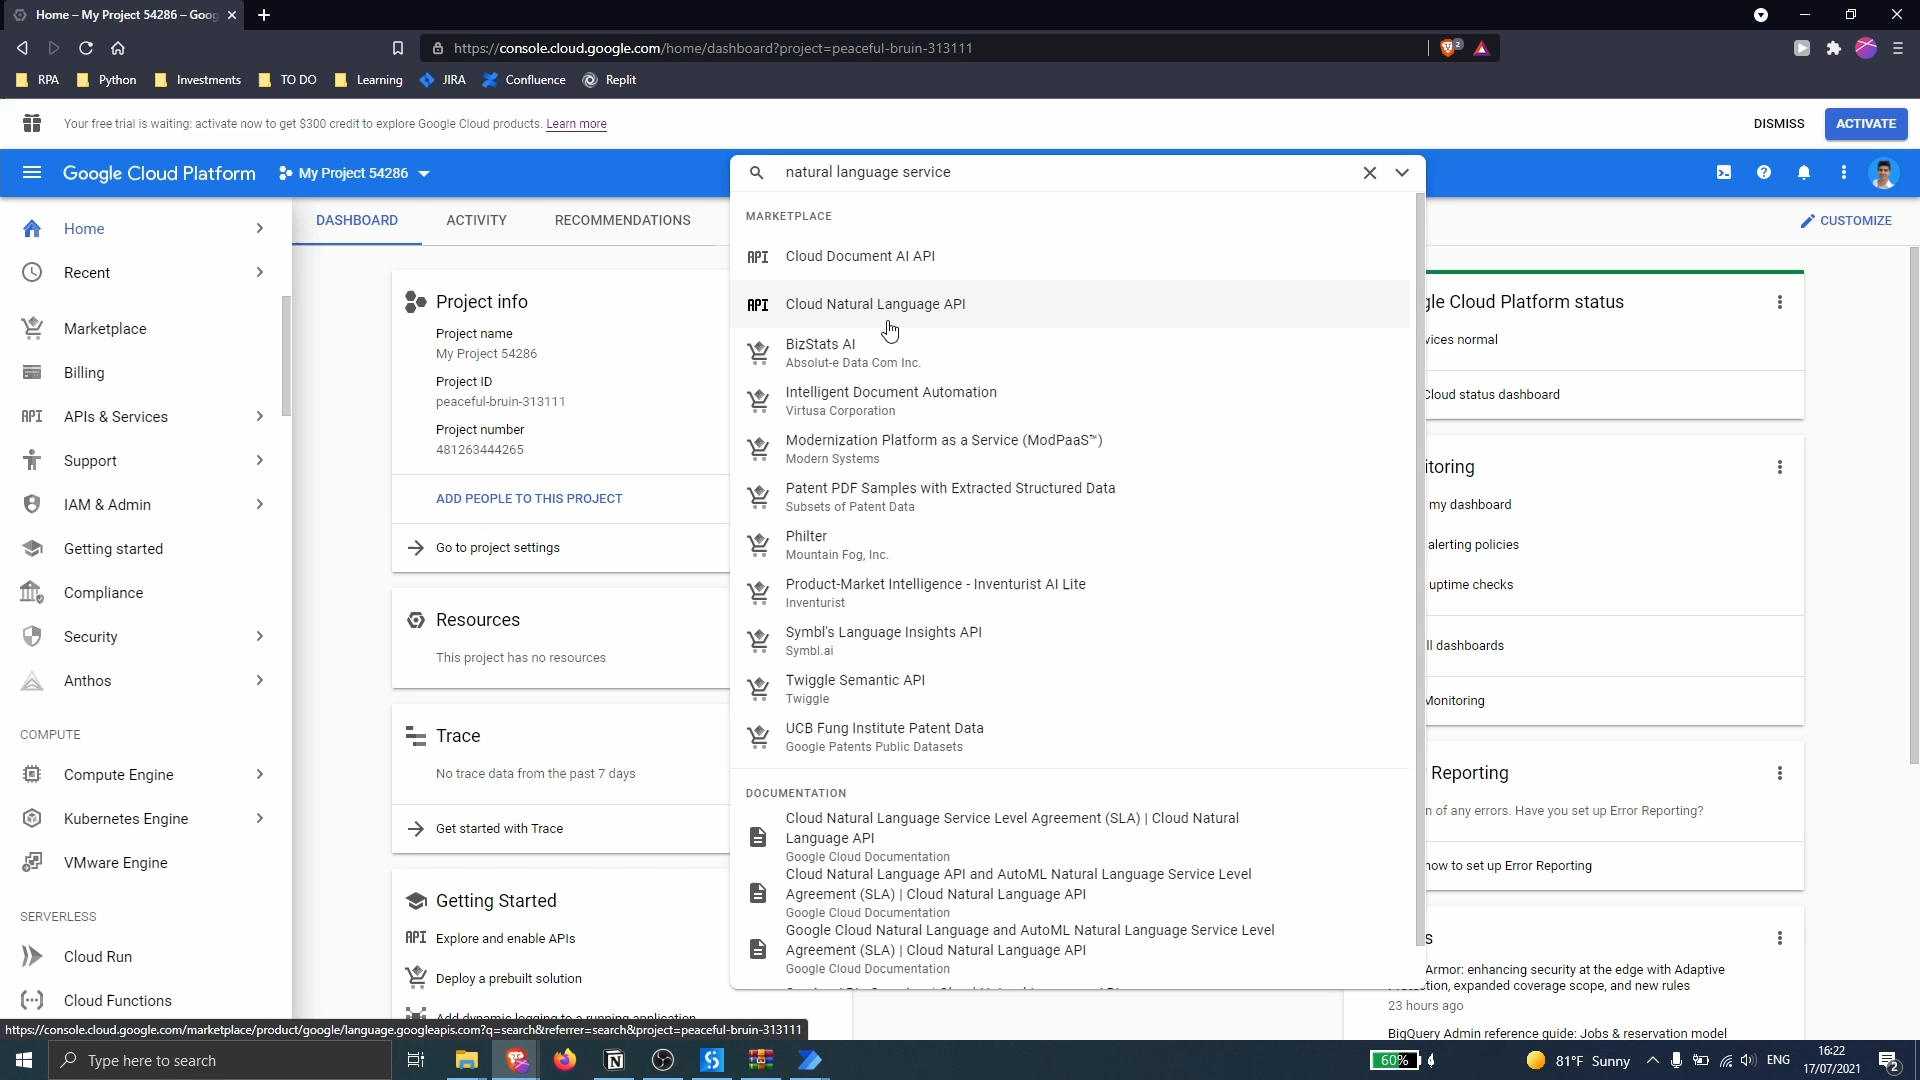 Home – My Project 54286 – Goog
https://console.cloud.google.com/home/dashboard?project=peaceful-bruin-313111
2
RPA
Python
Investments
TO DO
Learning
JIRA
Confluence
Replit
Your free trial is waiting: activate now to get $300 credit to explore Google Cloud products. Learn more
DISMISS
ACTIVATE
Google Cloud Platform
My Project 54286
natural language service
Home
Recent
Marketplace
Billing
API APIs & Services
Support
IAM & Admin
Getting started
Compliance
Security
Anthos
COMPUTE
Compute Engine
Kubernetes Engine
VMware Engine
SERVERLESS
Cloud Run
Cloud Functions
DASHBOARD
ACTIVITY
RECOMMENDATIONS
CUSTOMIZE
Project info
Project name
My Project 54286
Project ID
peaceful-bruin-313111
Project number
481263444265
ADD PEOPLE TO THIS PROJECT
Go to project settings
Resources
This project has no resources
Trace
No trace data from the past 7 days
Get started with Trace
Getting Started
API Explore and enable APIs
Deploy a prebuilt solution
Add dynamic logging to a running application
MARKETPLACE
API Cloud Document AI API
API Cloud Natural Language API
BizStats AI
Absolut-e Data Com Inc.
Intelligent Document Automation
Virtusa Corporation
Modernization Platform as a Service (ModPaaS™)
Modern Systems
Patent PDF Samples with Extracted Structured Data
Subsets of Patent Data
Philter
Mountain Fog, Inc.
Product-Market Intelligence - Inventurist AI Lite
Inventurist
Symbl's Language Insights API
Symbl.ai
Twiggle Semantic API
Twiggle
UCB Fung Institute Patent Data
Google Patents Public Datasets
DOCUMENTATION
Cloud Natural Language Service Level Agreement (SLA) | Cloud Natural
Language API
Google Cloud Documentation
Cloud Natural Language API and AutoML Natural Language Service Level
Agreement (SLA) | Cloud Natural Language API
Google Cloud Documentation
Google Cloud Natural Language and AutoML Natural Language Service Level
Agreement (SLA) | Cloud Natural Language API
Google Cloud Documentation
gle Cloud Platform status
vices normal
Cloud status dashboard
itoring
my dashboard
alerting policies
uptime checks
ll dashboards
Monitoring
Reporting
n of any errors. Have you set up Error Reporting?
how to set up Error Reporting
s
Armor: enhancing security at the edge with Adaptive
ction, expanded coverage scope, and new rules
23 hours ago
BigQuery Admin reference guide: Jobs & reservation model
https://console.cloud.google.com/marketplace/product/google/language.googleapis.com?q=search&referrer=search&project=peaceful-bruin-313111
Type here to search
60%
81°F Sunny
ENG
16:22
17/07/2021
2